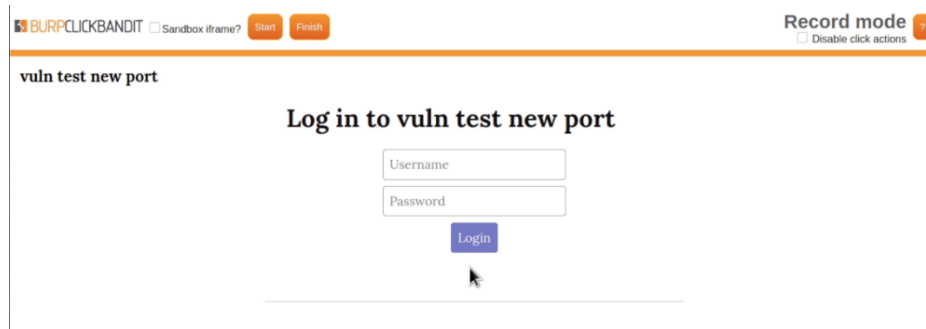 BURPCLICKBANDIT Sandbox iframe? Start Finish
Record mode
Disable click actions
?
vuln test new port
Log in to vuln test new port
Username
Password
Login